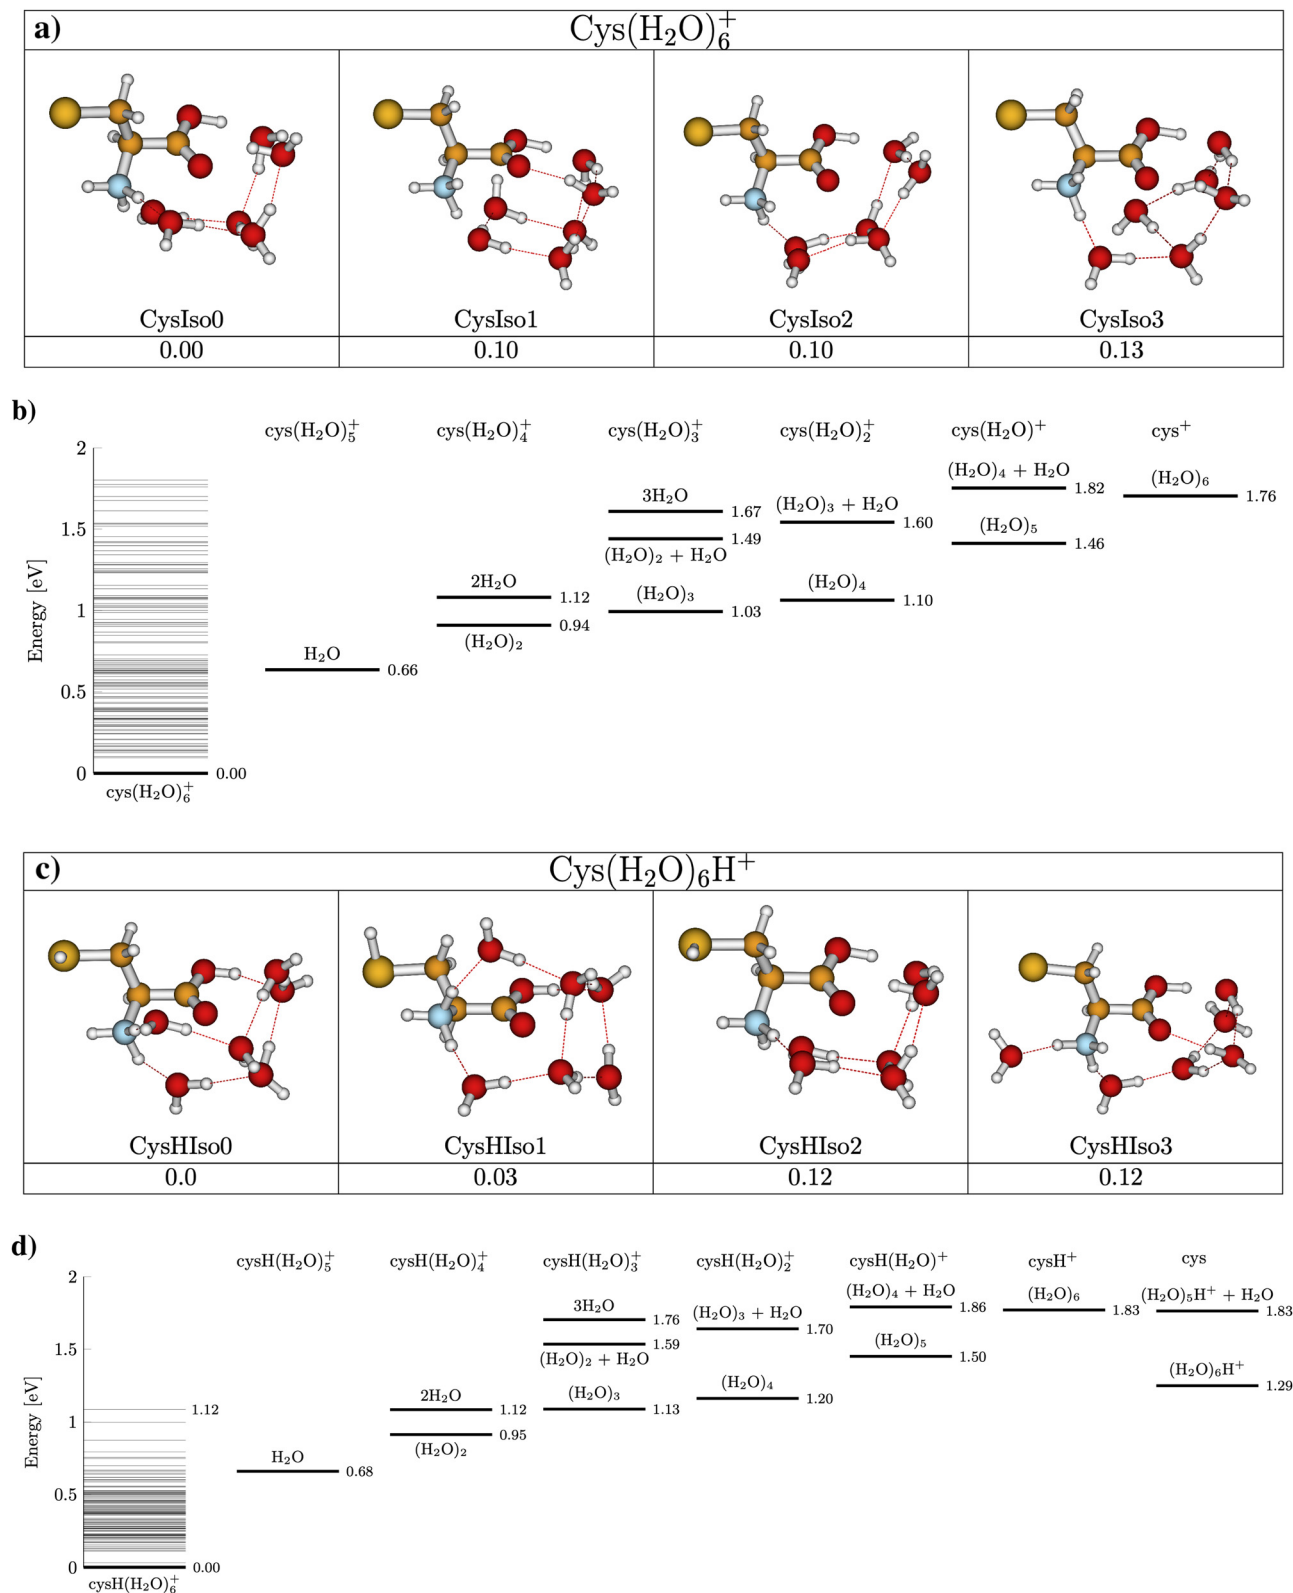 a)
Cys(H₂O)₆⁺
CysIso0 CysIso1 CysIso2 CysIso3
0.00 0.10 0.10 0.13
b)
cys(H₂O)₅⁺ cys(H₂O)₄⁺ cys(H₂O)₃⁺ cys(H₂O)₂⁺ cys(H₂O)⁺ cys⁺
Energy [eV]
2
1.5
1
0.5
0
(H₂O)₄ + H₂O 1.82
(H₂O)₆ 1.76
3H₂O 1.67
(H₂O)₃ + H₂O 1.60
1.49
(H₂O)₂ + H₂O
(H₂O)₅ 1.46
2H₂O 1.12
(H₂O)₄ 1.10
(H₂O)₃ 1.03
0.94
(H₂O)₂
H₂O 0.66
0.00
cys(H₂O)₆⁺
c)
Cys(H₂O)₆H⁺
CysHIso0 CysHIso1 CysHIso2 CysHIso3
0.0 0.03 0.12 0.12
d)
cysH(H₂O)₅⁺ cysH(H₂O)₄⁺ cysH(H₂O)₃⁺ cysH(H₂O)₂⁺ cysH(H₂O)⁺ cysH⁺ cys
Energy [eV]
2
1.5
1
0.5
0
(H₂O)₄ + H₂O 1.86
(H₂O)₆ 1.83
(H₂O)₅H⁺ + H₂O 1.83
3H₂O 1.76
(H₂O)₃ + H₂O 1.70
1.59
(H₂O)₂ + H₂O
(H₂O)₅ 1.50
(H₂O)₆H⁺ 1.29
(H₂O)₄ 1.20
(H₂O)₃ 1.13
2H₂O 1.12
1.12
0.95
(H₂O)₂
H₂O 0.68
0.00
cysH(H₂O)₆⁺